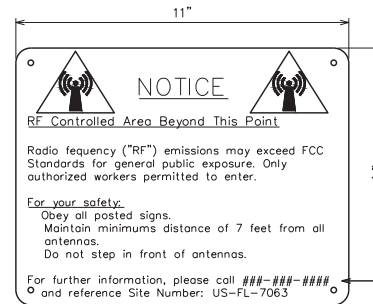 11"
NOTICE
RF Controlled Area Beyond This Point
Radio fequency ("RF") emissions may exceed FCC
Standards for general public exposure. Only
authorized workers permitted to enter.
For your safety:
Obey all posted signs.
Maintain minimums distance of 7 feet from all
antennas.
Do not step in front of antennas.
For further information, please call ###-###-####
and reference Site Number: US-FL-7063